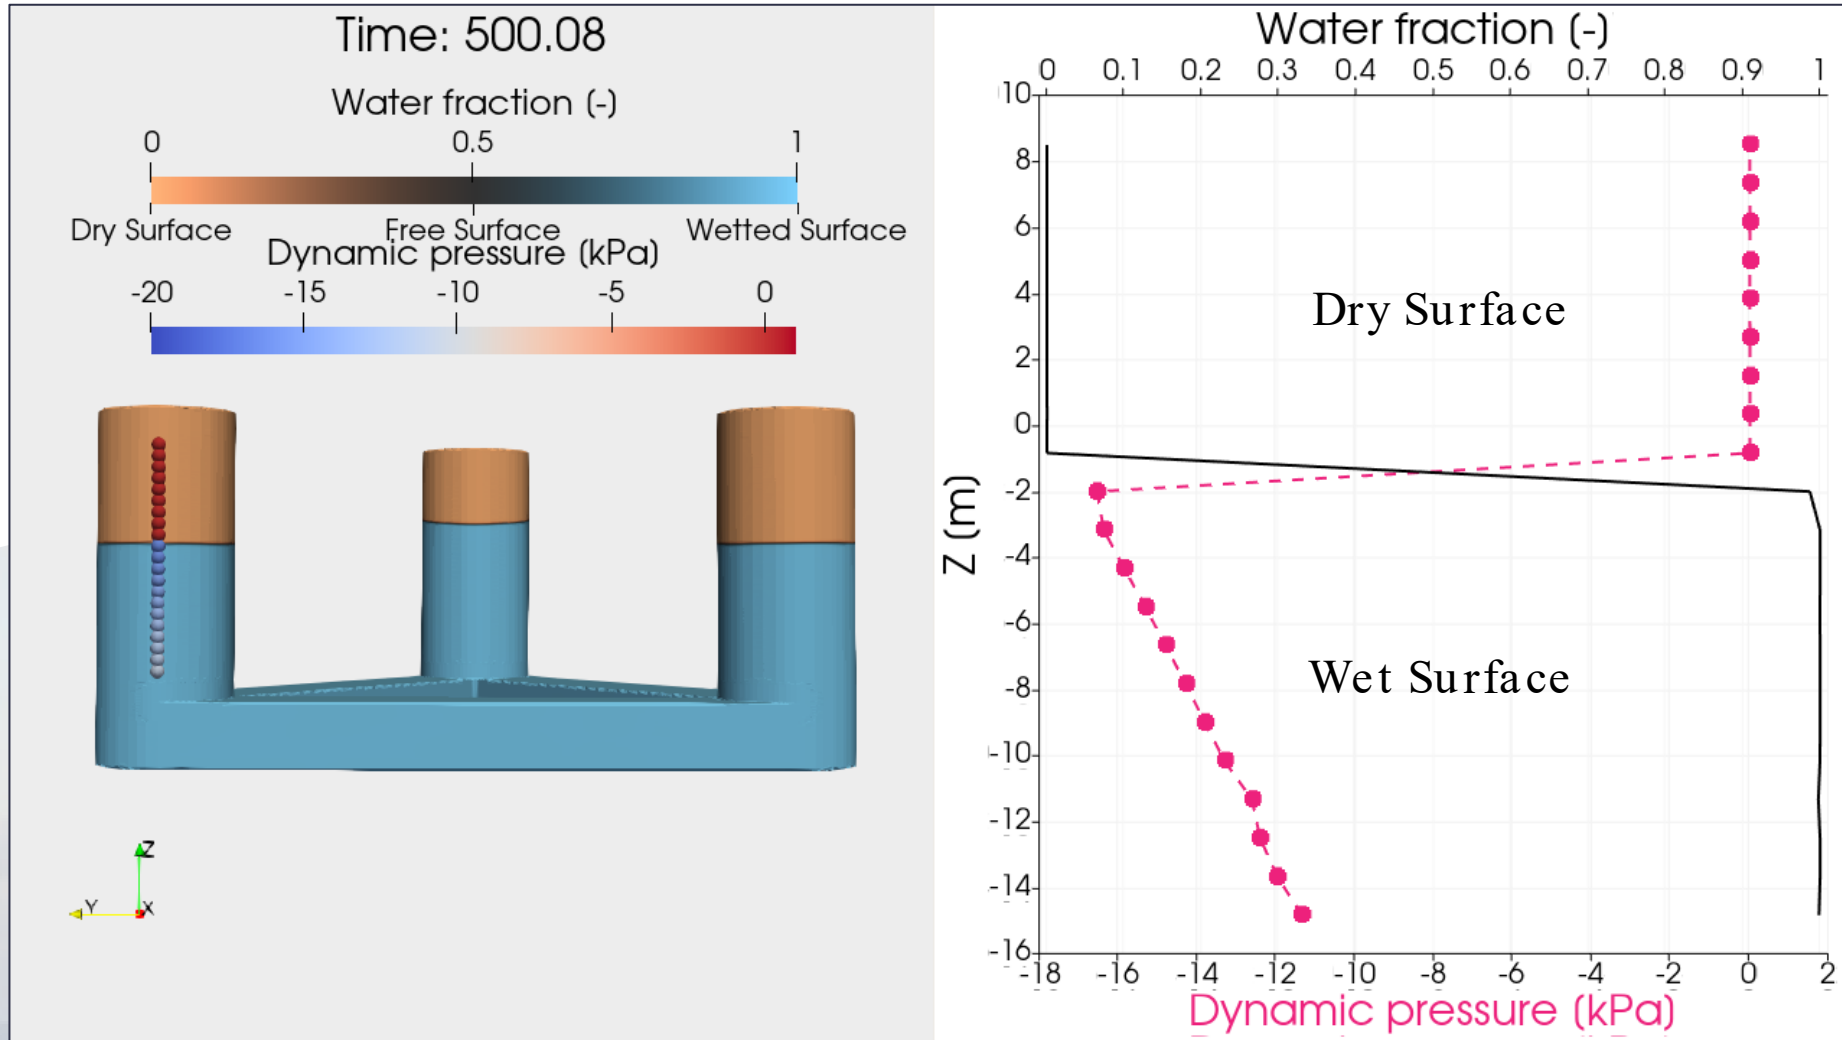 Time: 500.08
Water fraction (-)
0 0.5 1
Dry Surface Free Surface Wetted Surface
Dynamic pressure (kPa)
-20 -15 -10 -5 0
Z
Y X
Water fraction (-)
0 0.1 0.2 0.3 0.4 0.5 0.6 0.7 0.8 0.9 1
10
8
6
4
Dry Surface
2
0
-2
Z (m)
-4
-6
Wet Surface
-8
-10
-12
-14
-16
-18 -16 -14 -12 -10 -8 -6 -4 -2 0 2
Dynamic pressure (kPa)